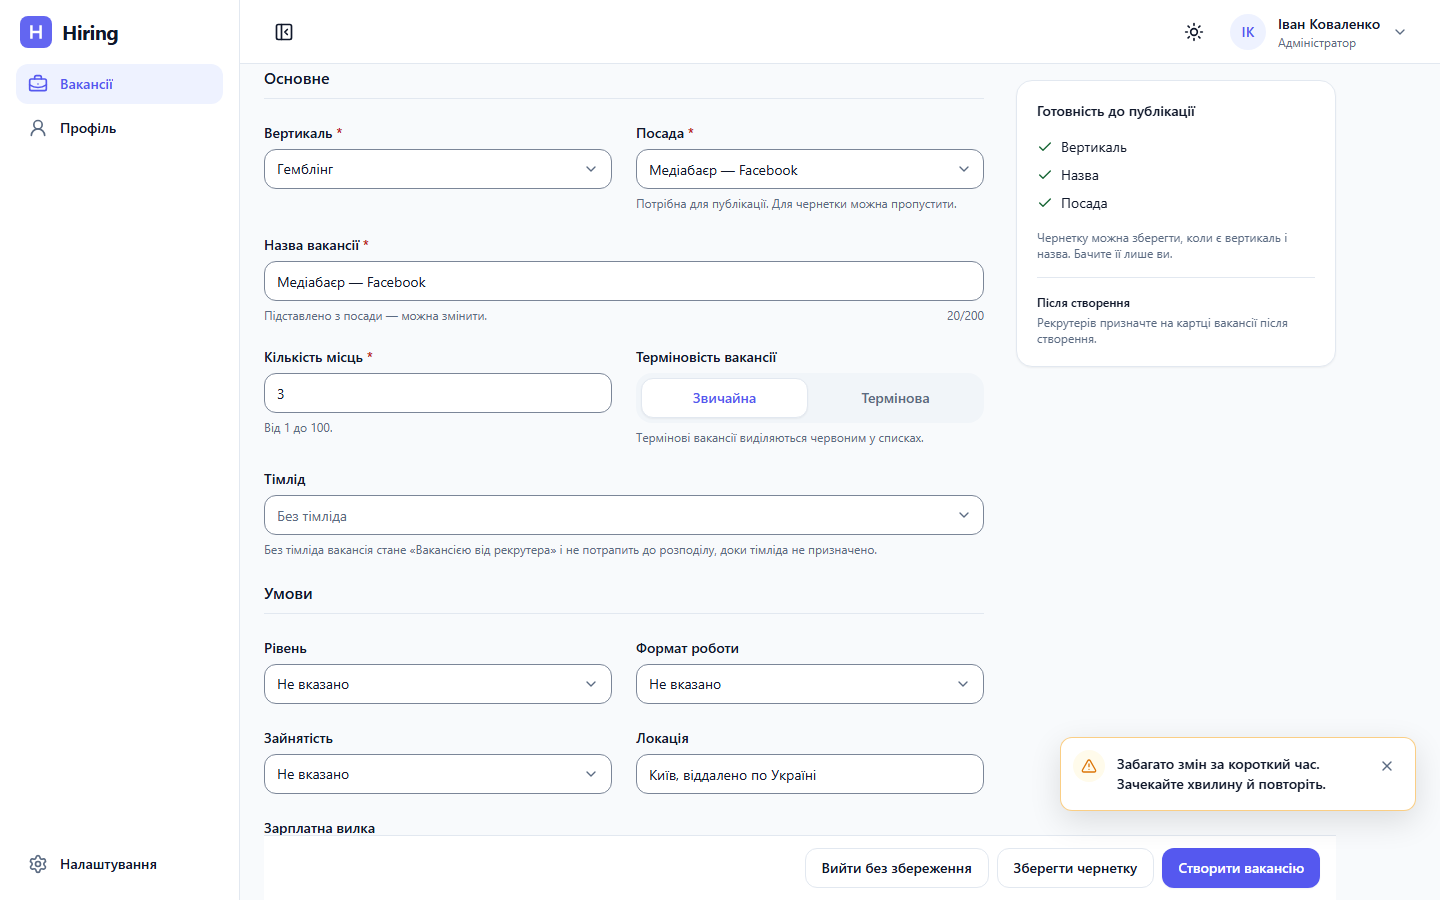 H Hiring
Вакансії
Профіль
Налаштування
ІК
Іван Коваленко
Адміністратор
Основне
Вертикаль *
Гемблінг
Посада *
Медіабаєр — Facebook
Потрібна для публікації. Для чернетки можна пропустити.
Назва вакансії *
Медіабаєр — Facebook
Підставлено з посади — можна змінити.
20/200
Кількість місць *
3
Від 1 до 100.
Терміновість вакансії
Звичайна
Термінова
Термінові вакансії виділяються червоним у списках.
Тімлід
Без тімліда
Без тімліда вакансія стане «Вакансією від рекрутера» і не потрапить до розподілу, доки тімліда не призначено.
Умови
Рівень
Не вказано
Формат роботи
Не вказано
Зайнятість
Не вказано
Локація
Київ, віддалено по Україні
Зарплатна вилка
Готовність до публікації
Вертикаль
Назва
Посада
Чернетку можна зберегти, коли є вертикаль і
назва. Бачите її лише ви.
Після створення
Рекрутерів призначте на картці вакансії після
створення.
Забагато змін за короткий час.
Зачекайте хвилину й повторіть.
Вийти без збереження
Зберегти чернетку
Створити вакансію